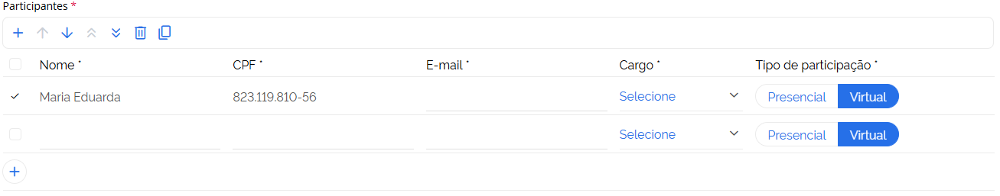 Participantes *
Nome * CPF * E-mail * Cargo * Tipo de participação *
Maria Eduarda 823.119.810-56 Selecione Presencial Virtual
Selecione Presencial Virtual